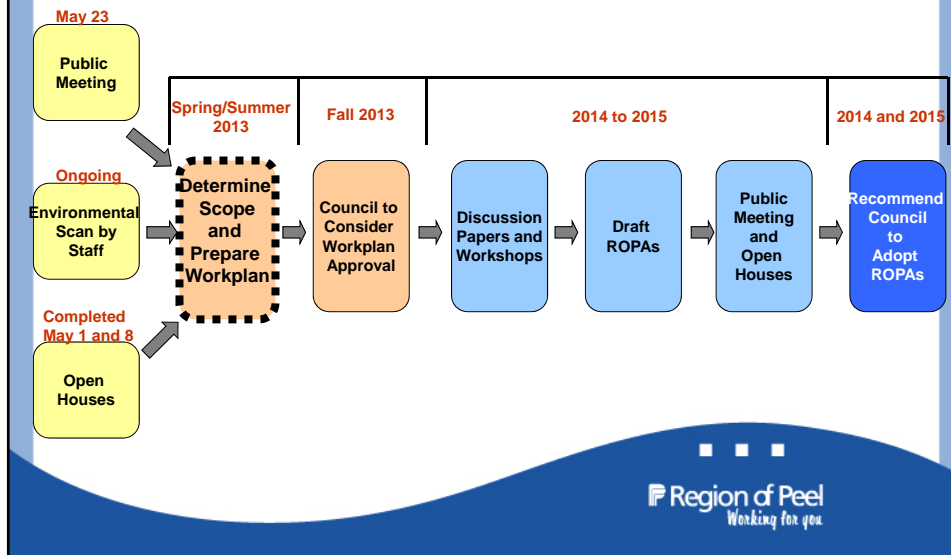 May 23
Public
Meeting
Ongoing
Environmental
Scan by
Staff
Completed
May 1 and 8
Open
Houses
Spring/Summer
2013
Determine
Scope
and
Prepare
Workplan
Fall 2013
Council to
Consider
Workplan
Approval
2014 to 2015
Discussion
Papers and
Workshops
Draft
ROPAs
Public
Meeting
and
Open
Houses
2014 and 2015
Recommend
Council
to
Adopt
ROPAs
Region of Peel
Working for you